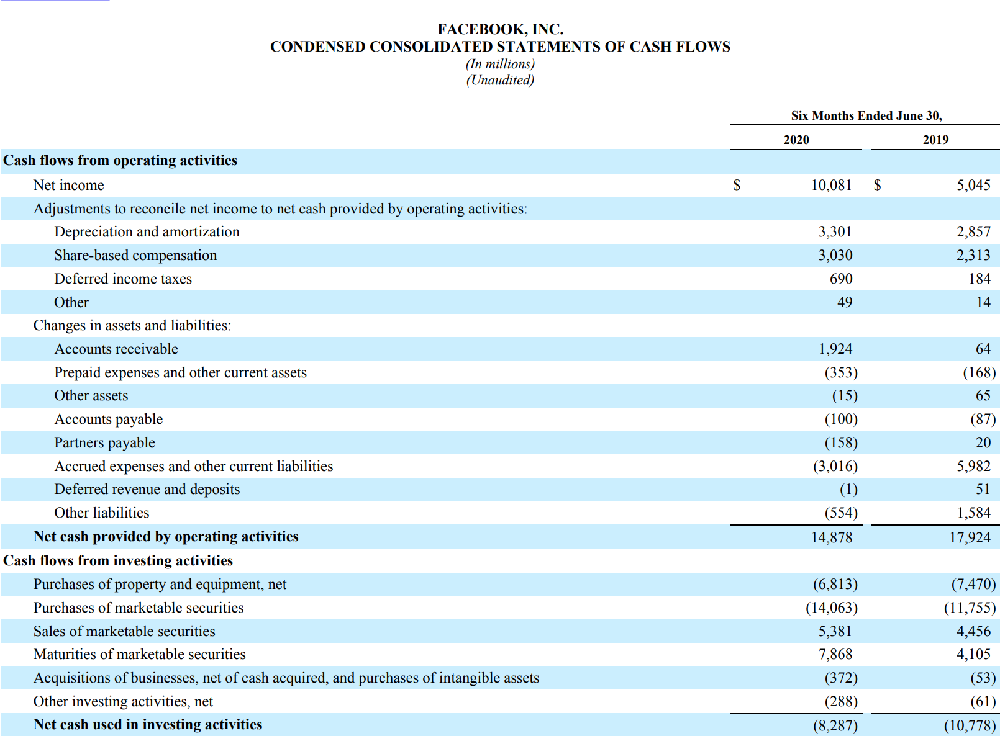 FACEBOOK, INC.
CONDENSED CONSOLIDATED STATEMENTS OF CASH FLOWS
(In millions)
(Unaudited)
Six Months Ended June 30,
2020 2019
Cash flows from operating activities
Net income $ 10,081 $ 5,045
Adjustments to reconcile net income to net cash provided by operating activities:
Depreciation and amortization 3,301 2,857
Share-based compensation 3,030 2,313
Deferred income taxes 690 184
Other 49 14
Changes in assets and liabilities:
Accounts receivable 1,924 64
Prepaid expenses and other current assets (353) (168)
Other assets (15) 65
Accounts payable (100) (87)
Partners payable (158) 20
Accrued expenses and other current liabilities (3,016) 5,982
Deferred revenue and deposits (1) 51
Other liabilities (554) 1,584
Net cash provided by operating activities 14,878 17,924
Cash flows from investing activities
Purchases of property and equipment, net (6,813) (7,470)
Purchases of marketable securities (14,063) (11,755)
Sales of marketable securities 5,381 4,456
Maturities of marketable securities 7,868 4,105
Acquisitions of businesses, net of cash acquired, and purchases of intangible assets (372) (53)
Other investing activities, net (288) (61)
Net cash used in investing activities (8,287) (10,778)